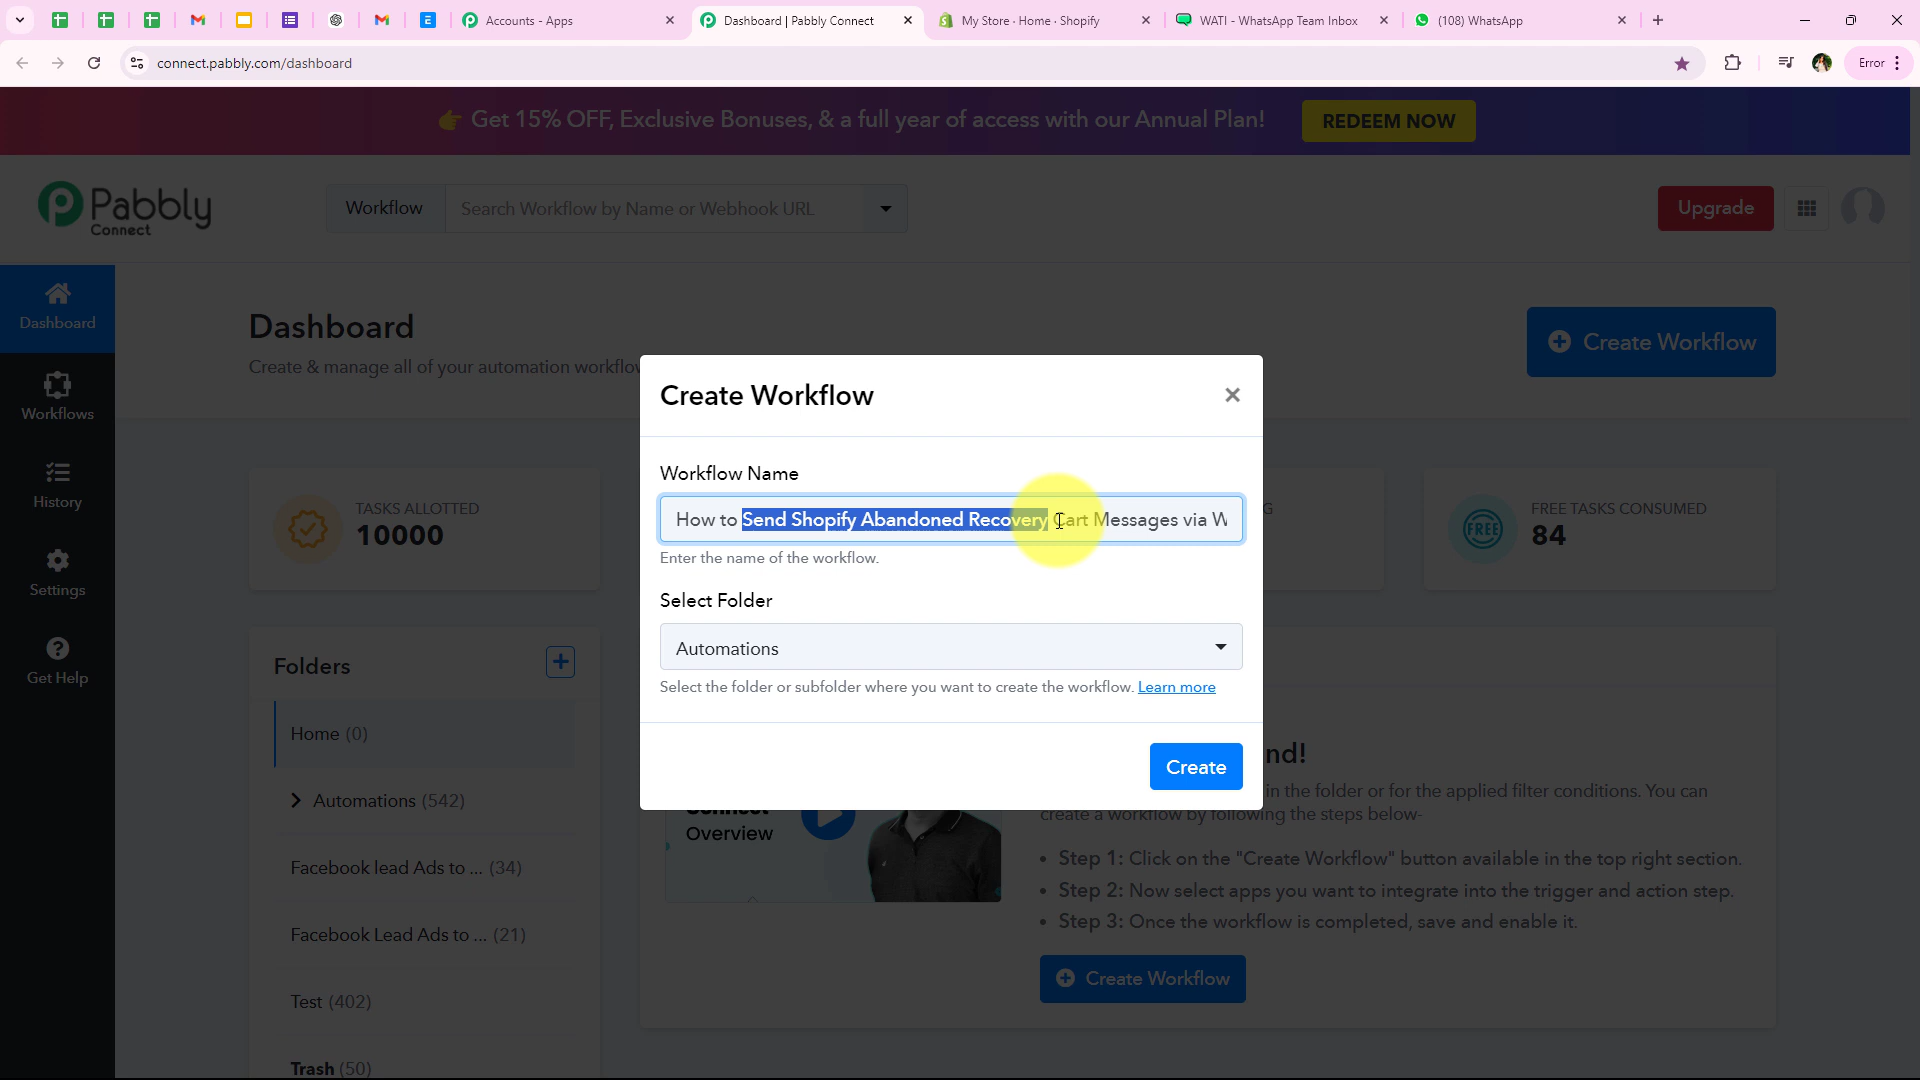 Accounts - Apps
Dashboard | Pabbly Connect
My Store · Home · Shopify
WATI - WhatsApp Team Inbox
(108) WhatsApp
connect.pabbly.com/dashboard
Error
👉 Get 15% OFF, Exclusive Bonuses, & a full year of access with our Annual Plan!
REDEEM NOW
Pabbly
Connect
Workflow
Search Workflow by Name or Webhook URL
Upgrade
Dashboard
Workflows
History
Settings
Get Help
Dashboard
Create & manage all of your automation workflow
Create Workflow
TASKS ALLOTTED
10000
G
FREE TASKS CONSUMED
84
FREE
Folders
Home (0)
Automations (542)
Facebook lead Ads to ... (34)
Facebook Lead Ads to ... (21)
Test (402)
Trash (50)
Create Workflow
Workflow Name
How to Send Shopify Abandoned Recovery Cart Messages via W
Enter the name of the workflow.
Select Folder
Automations
Select the folder or subfolder where you want to create the workflow. Learn more
Create
Overview
nd!
in the folder or for the applied filter conditions. You can
create a workflow by following the steps below-
• Step 1: Click on the "Create Workflow" button available in the top right section.
• Step 2: Now select apps you want to integrate into the trigger and action step.
• Step 3: Once the workflow is completed, save and enable it.
Create Workflow